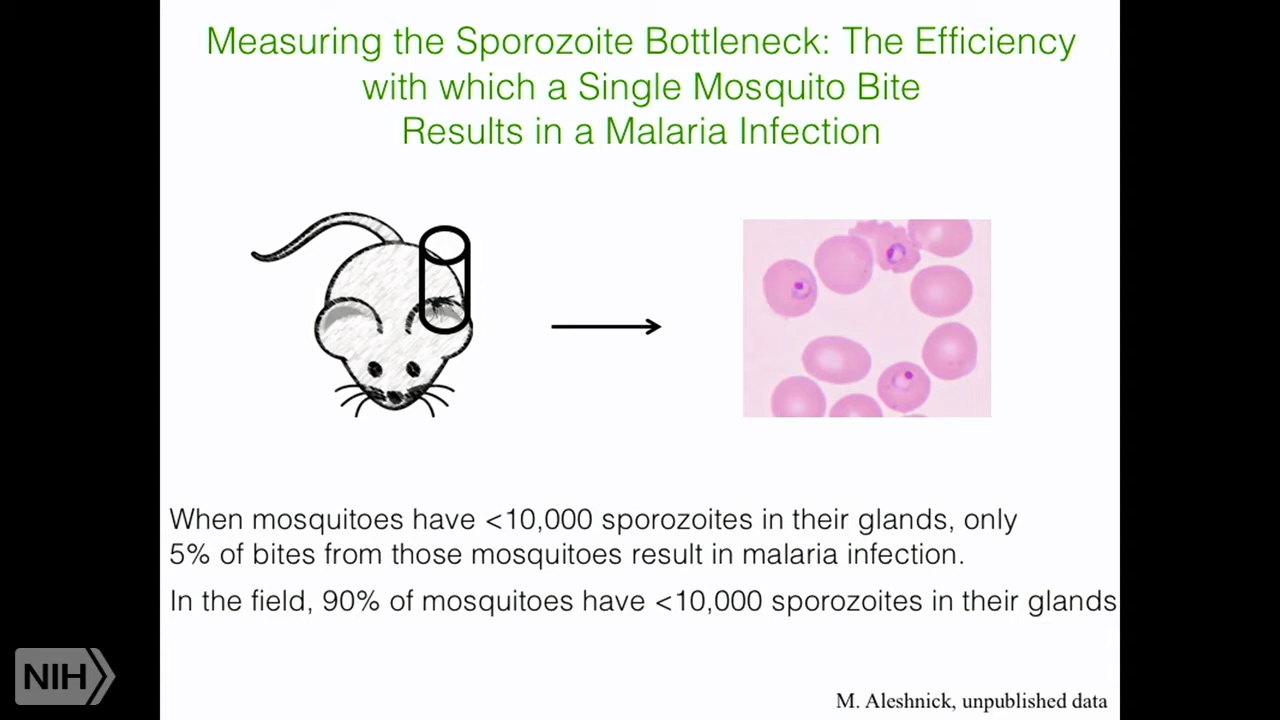 Measuring the Sporozoite Bottleneck: The Efficiency
with which a Single Mosquito Bite
Results in a Malaria Infection
When mosquitoes have <10,000 sporozoites in their glands, only
5% of bites from those mosquitoes result in malaria infection.
In the field, 90% of mosquitoes have <10,000 sporozoites in their glands
NIH
M. Aleshnick, unpublished data